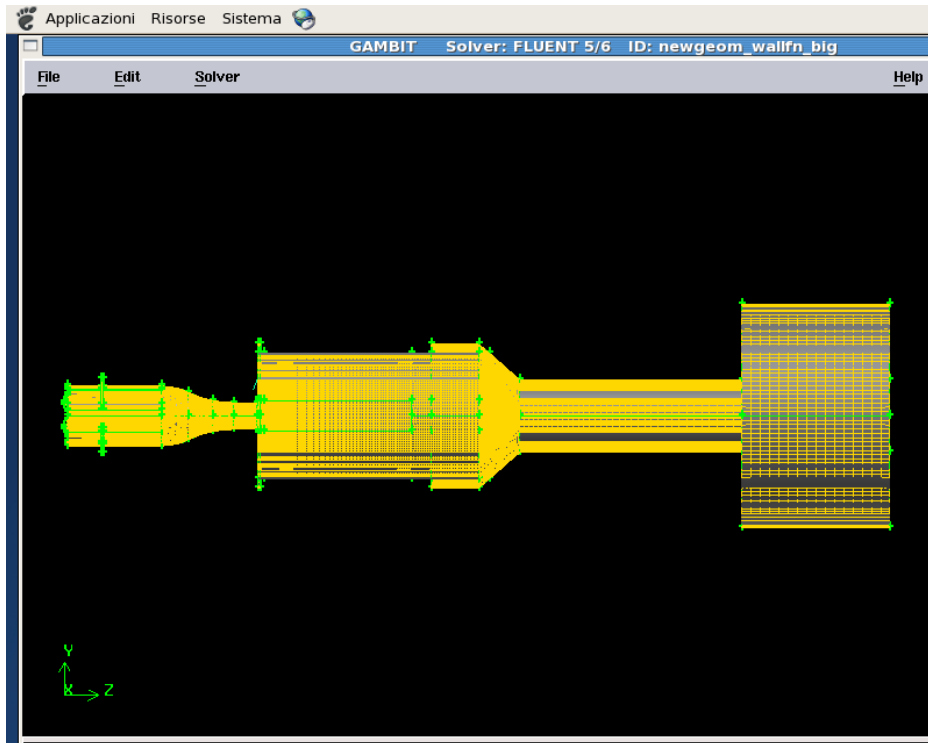 Applicazioni Risorse Sistema
GAMBIT Solver: FLUENT 5/6 ID: newgeom_wallfn_big
File Edit Solver Help
Y
X Z